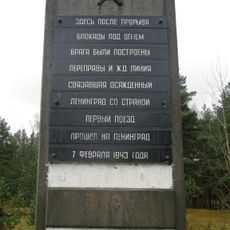 ЗДЕСЬ ПОСЛЕ ПРОРЫВА
БЛОКАДЫ ПОД ОГНЕМ
ВРАГА БЫЛИ ПОСТРОЕНЫ
ПЕРЕПРАВЫ И Ж.Д. ЛИНИЯ
СВЯЗАВШАЯ ОСАЖДЕННЫЙ
ЛЕНИНГРАД СО СТРАНОЙ
ПЕРВЫЙ ПОЕЗД
ПРОШЕЛ НА ЛЕНИНГРАД
7 ФЕВРАЛЯ 1943 ГОДА